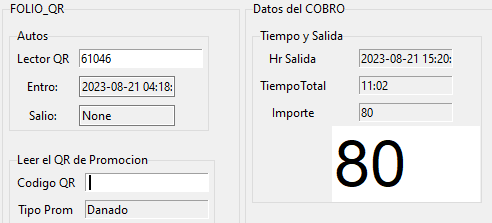 FOLIO_QR
Autos
Lector QR 61046
Entro: 2023-08-21 04:18:
Salio: None
Leer el QR de Promocion
Codigo QR
Tipo Prom Danado
Datos del COBRO
Tiempo y Salida
Hr Salida 2023-08-21 15:20:
TiempoTotal 11:02
Importe 80
80